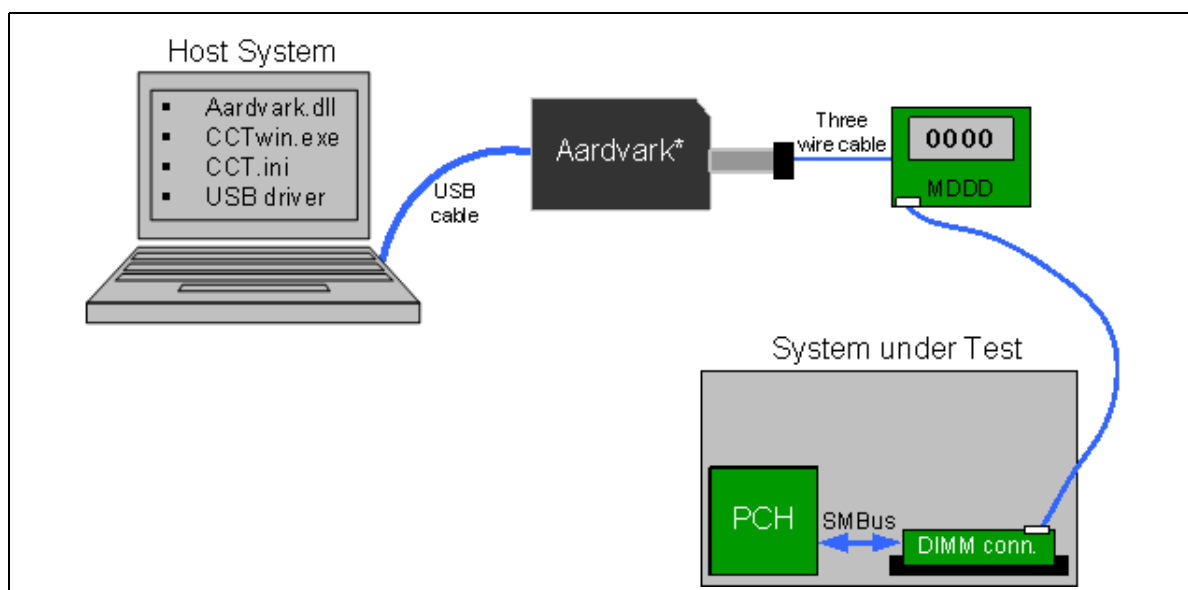 Host System
▪ Aardvark.dll
▪ CCTwin.exe
▪ CCT.ini
▪ USB driver
USB
cable
Aardvark*
Three
wire cable
0000
MDDD
System under Test
PCH
SMBus
DIMM conn.